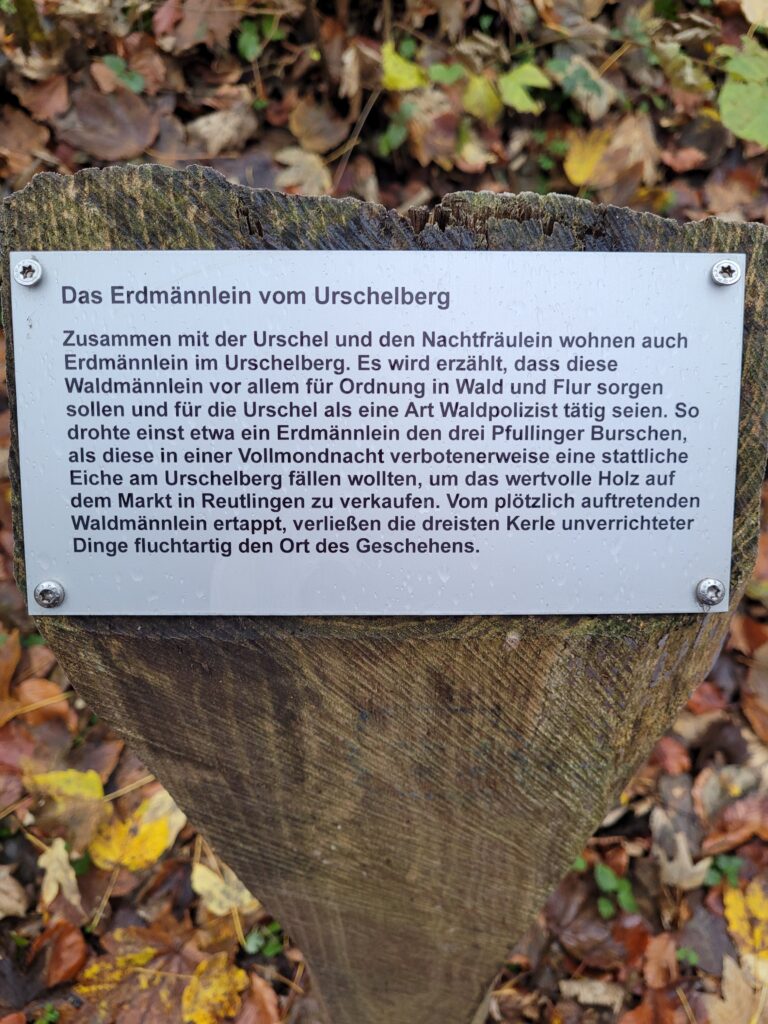 Das Erdmännlein vom Urschelberg
Zusammen mit der Urschel und den Nachtfräulein wohnen auch
Erdmännlein im Urschelberg. Es wird erzählt, dass diese
Waldmännlein vor allem für Ordnung in Wald und Flur sorgen
sollen und für die Urschel als eine Art Waldpolizist tätig seien. So
drohte einst etwa ein Erdmännlein den drei Pfullinger Burschen,
als diese in einer Vollmondnacht verbotenerweise eine stattliche
Eiche am Urschelberg fällen wollten, um das wertvolle Holz auf
dem Markt in Reutlingen zu verkaufen. Vom plötzlich auftretenden
Waldmännlein ertappt, verließen die dreisten Kerle unverrichteter
Dinge fluchtartig den Ort des Geschehens.